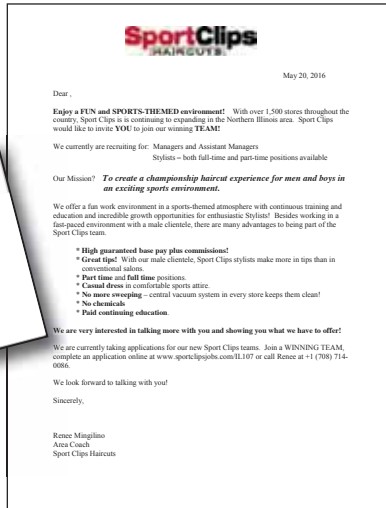 SportClips
HAIRCUTS
May 20, 2016
Dear ,
Enjoy a FUN and SPORTS-THEMED environment! With over 1,500 stores throughout the
country, Sport Clips is is continuing to expanding in the Northern Illinois area. Sport Clips
would like to invite YOU to join our winning TEAM!
We currently are recruiting for: Managers and Assistant Managers
Stylists – both full-time and part-time positions available
Our Mission? To create a championship haircut experience for men and boys in
an exciting sports environment.
We offer a fun work environment in a sports-themed atmosphere with continuous training and
education and incredible growth opportunities for enthusiastic Stylists! Besides working in a
fast-paced environment with a male clientele, there are many advantages to being part of the
Sport Clips team.
* High guaranteed base pay plus commissions!
* Great tips! With our male clientele, Sport Clips stylists make more in tips than in
conventional salons.
* Part time and full time positions.
* Casual dress in comfortable sports attire.
* No more sweeping – central vacuum system in every store keeps them clean!
* No chemicals
* Paid continuing education.
We are very interested in talking more with you and showing you what we have to offer!
We are currently taking applications for our new Sport Clips teams. Join a WINNING TEAM,
complete an application online at www.sportclipsjobs.com/IL107 or call Renee at +1 (708) 714-
0086.
We look forward to talking with you!
Sincerely,
Renee Mingilino
Area Coach
Sport Clips Haircuts